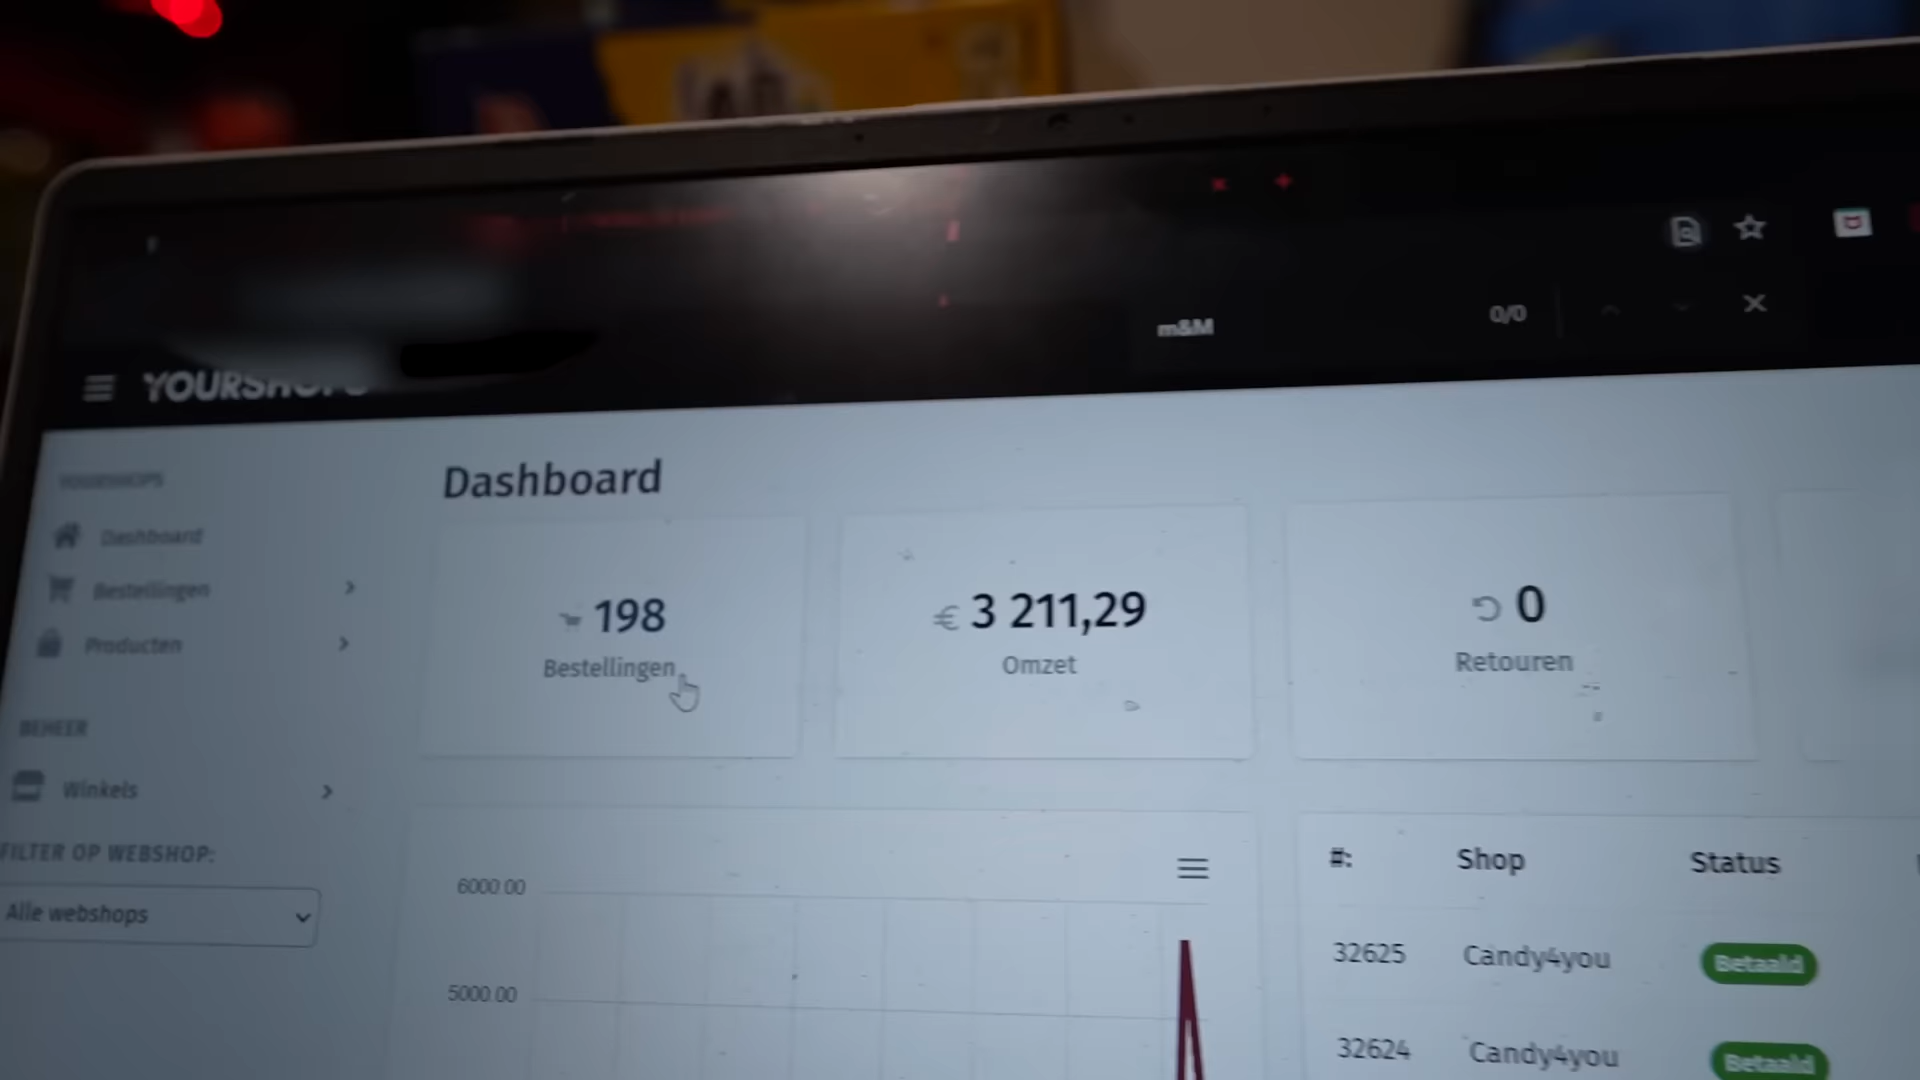 m&M
0/0
YOURSHOPS
YOURSHOPS
Dashboard
Bestellingen
Producten
BEHEER
Winkels
FILTER OP WEBSHOP:
Alle webshops
Dashboard
198
Bestellingen
€ 3 211,29
Omzet
0
Retouren
6000.00
5000.00
#: Shop Status
32625 Candy4you Betaald
32624 Candy4you Betaald